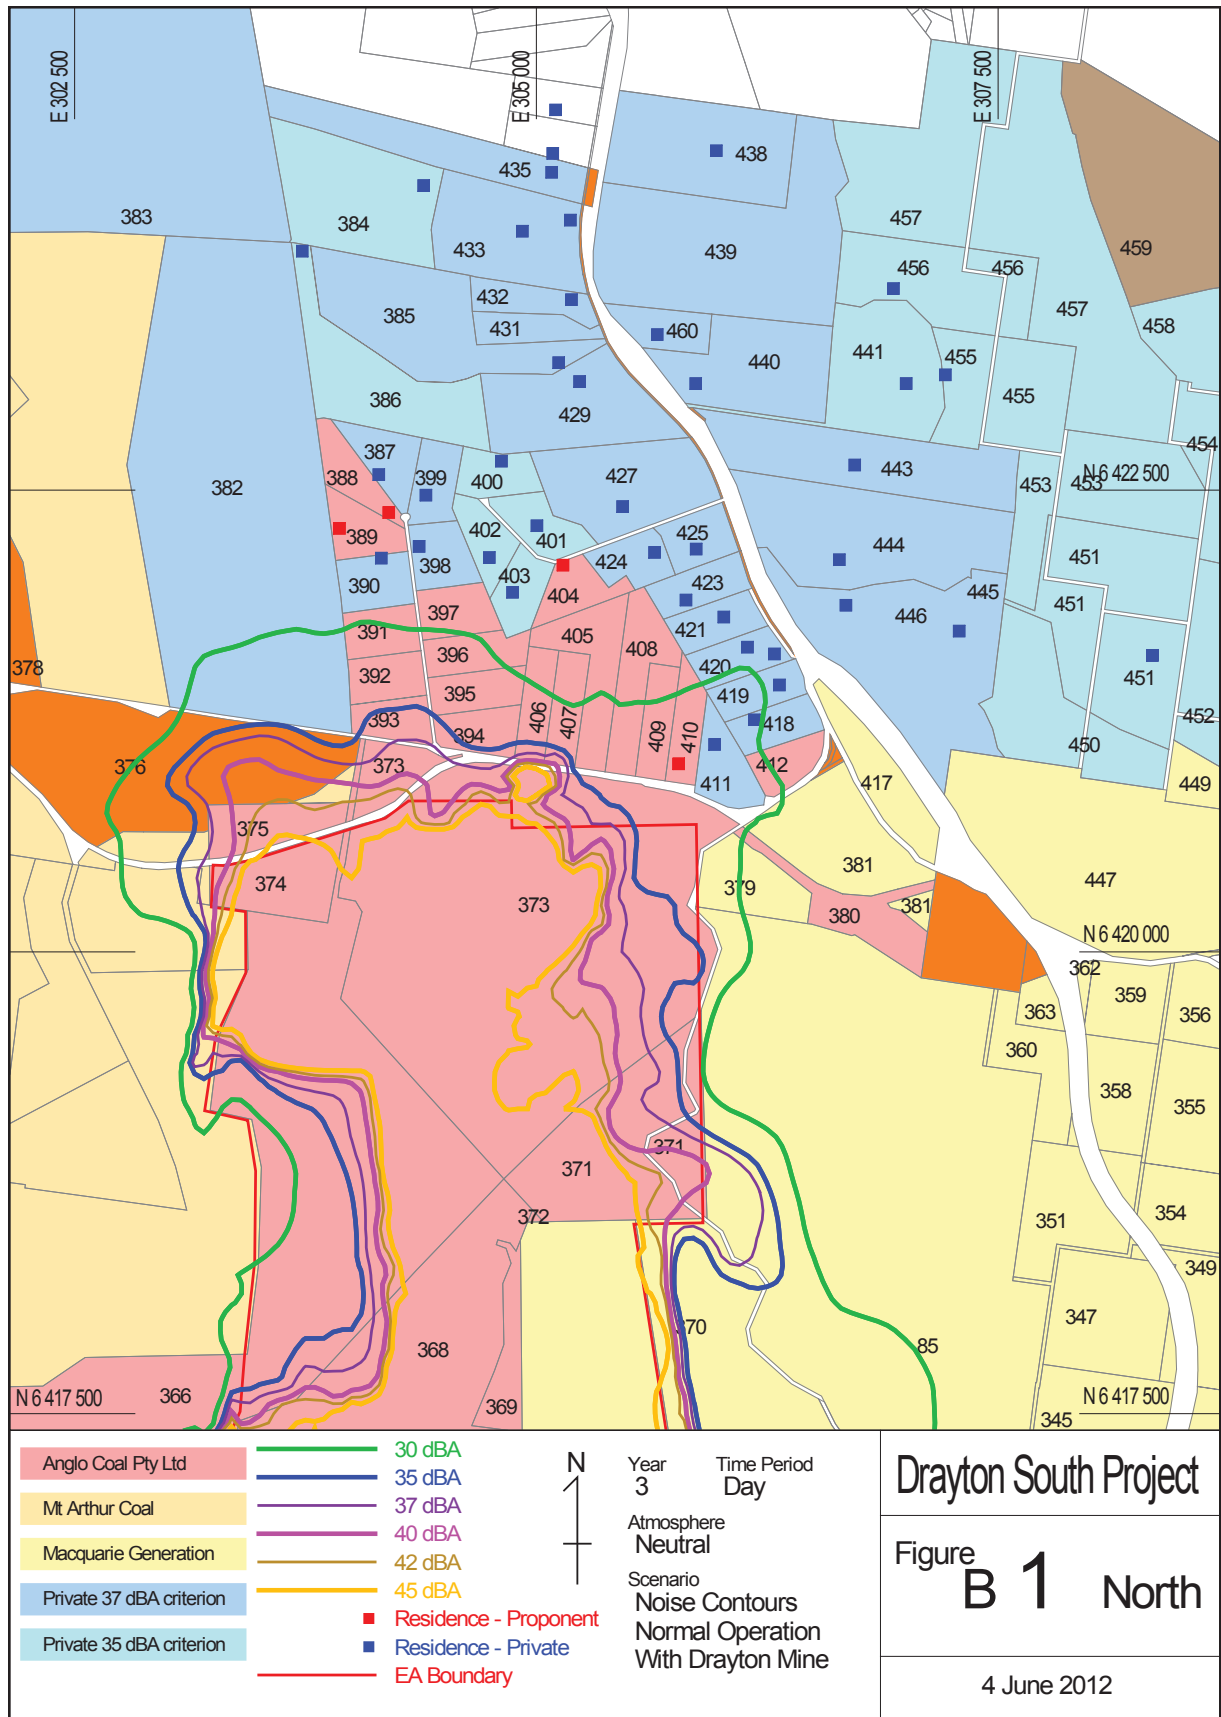 E 302 500
E 305 000
E 307 500
438
435
383
384
457
433
439
459
456
456
432
457
385
431
460
458
441
440
455
455
386
429
454
387
443
388
399
427
N 6 422 500
382
400
453
453
402
425
389
401
444
424
451
398
403
390
423
445
404
397
451
391
421
446
405
408
396
378
420
392
451
395
419
406
407
393
409
410
418
452
394
450
376
373
412
411
417
449
375
381
374
379
447
373
381
380
N 6 420 000
362
359
363
356
360
358
355
371
371
372
351
354
349
370
347
368
85
366
N 6 417 500
N 6 417 500
369
345
Anglo Coal Pty Ltd
Mt Arthur Coal
Macquarie Generation
Private 37 dBA criterion
Private 35 dBA criterion
30 dBA
35 dBA
37 dBA
40 dBA
42 dBA
45 dBA
Residence - Proponent
Residence - Private
EA Boundary
N
Year
3
Time Period
Day
Atmosphere
Neutral
Scenario
Noise Contours
Normal Operation
With Drayton Mine
Drayton South Project
Figure
B 1 North
4 June 2012